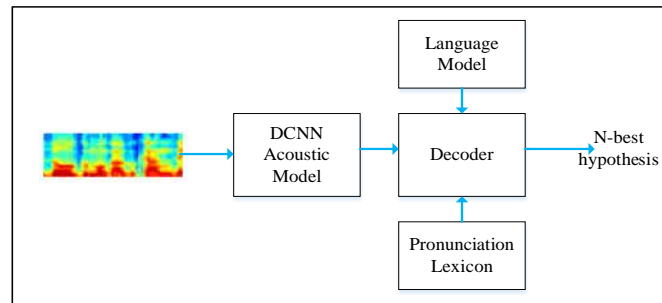 Language
Model
DCNN
Acoustic
Model
Decoder
N-best
hypothesis
Pronunciation
Lexicon